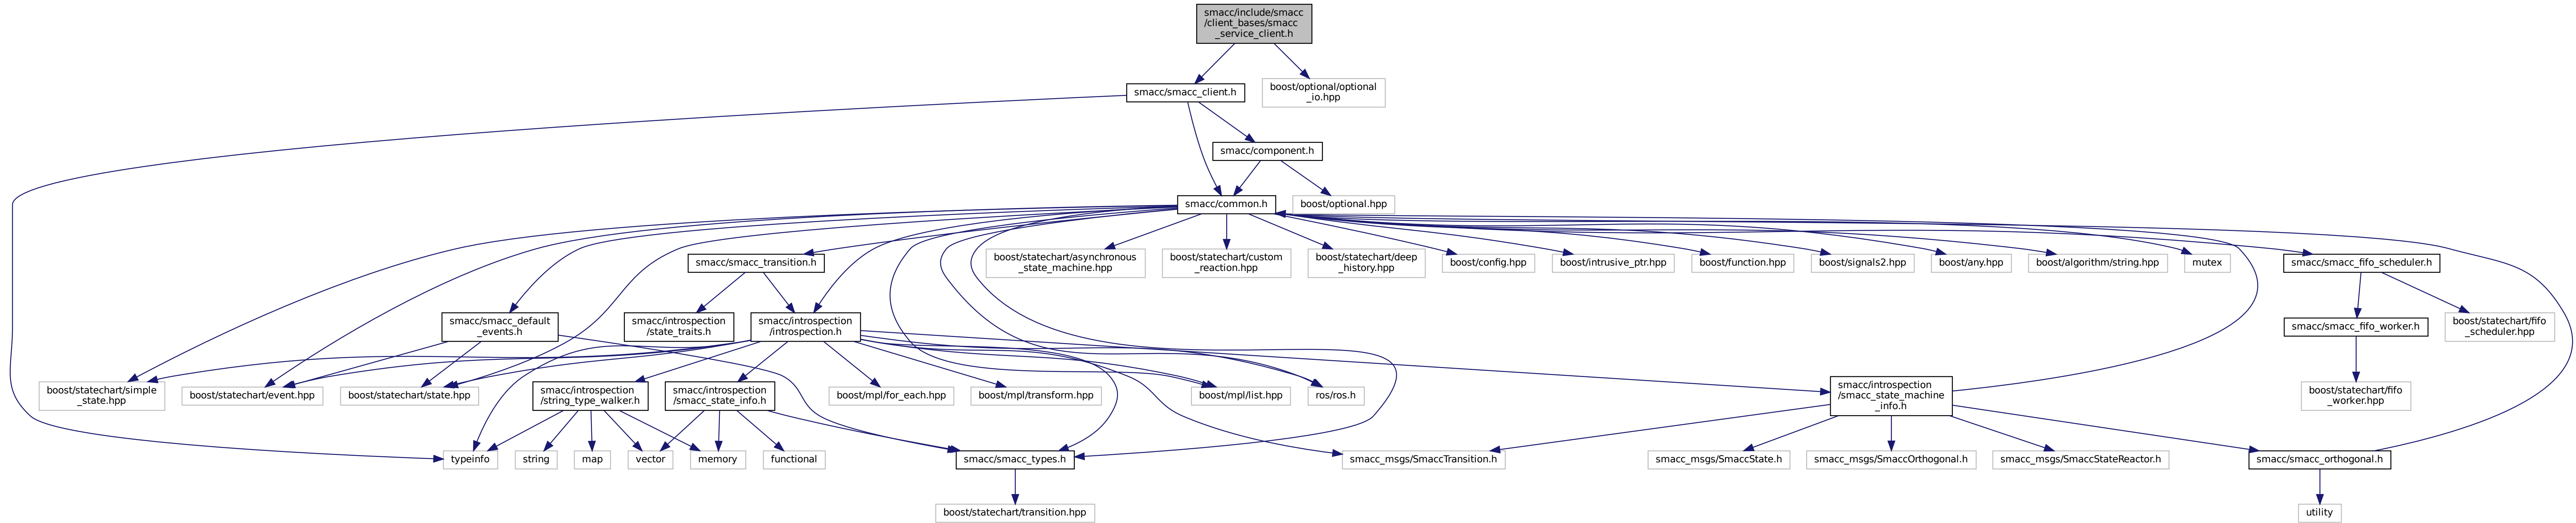 smacc/include/smacc
/client_bases/smacc
_service_client.h
smacc/smacc_client.h
boost/optional/optional
_io.hpp
smacc/component.h
smacc/common.h
boost/optional.hpp
smacc/smacc_transition.h
boost/statechart/asynchronous
_state_machine.hpp
boost/statechart/custom
_reaction.hpp
boost/statechart/deep
_history.hpp
boost/config.hpp
boost/intrusive_ptr.hpp
boost/function.hpp
boost/signals2.hpp
boost/any.hpp
boost/algorithm/string.hpp
mutex
smacc/smacc_fifo_scheduler.h
smacc/smacc_default
_events.h
smacc/introspection
/state_traits.h
smacc/introspection
/introspection.h
smacc/smacc_fifo_worker.h
boost/statechart/fifo
_scheduler.hpp
boost/statechart/simple
_state.hpp
boost/statechart/event.hpp
boost/statechart/state.hpp
smacc/introspection
/string_type_walker.h
smacc/introspection
/smacc_state_info.h
boost/mpl/for_each.hpp
boost/mpl/transform.hpp
boost/mpl/list.hpp
ros/ros.h
smacc/introspection
/smacc_state_machine
_info.h
boost/statechart/fifo
_worker.hpp
typeinfo
string
map
vector
memory
functional
smacc/smacc_types.h
smacc_msgs/SmaccTransition.h
smacc_msgs/SmaccState.h
smacc_msgs/SmaccOrthogonal.h
smacc_msgs/SmaccStateReactor.h
smacc/smacc_orthogonal.h
boost/statechart/transition.hpp
utility